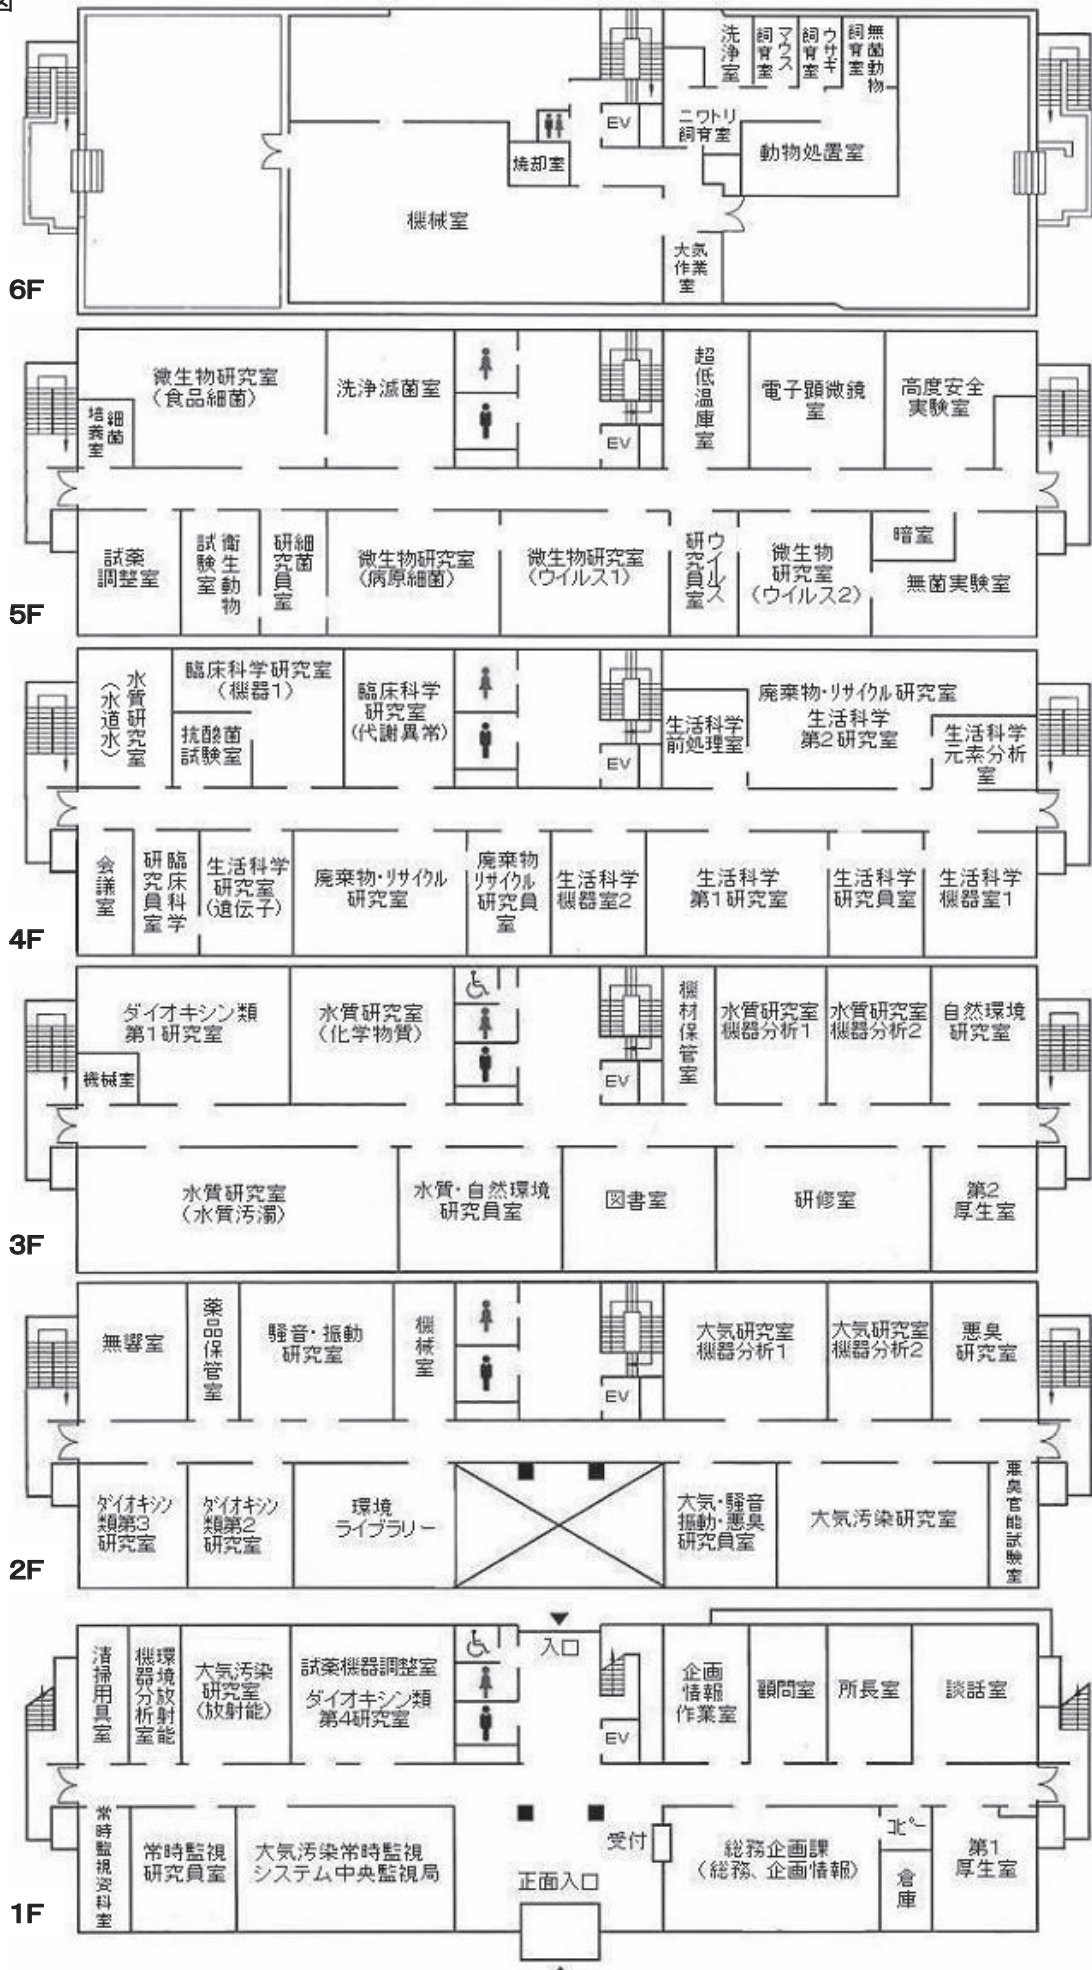 図
洗浄室
マウス
飼育室
ウサギ
飼育室
無菌動物
飼育室
EV
ニワトリ
飼育室
動物処置室
焼却室
機械室
大気
作業
室
6F
微生物研究室
(食品細菌)
細菌
培養室
洗浄滅菌室
EV
超低温庫室
電子顕微鏡
室
高度安全
実験室
試薬
調整室
衛生動物
試験室
細菌
研究員室
微生物研究室
(病原細菌)
微生物研究室
(ウイルス1)
ウイルス
研究員室
微生物
研究室
(ウイルス2)
暗室
無菌実験室
5F
水質研究室
(水道水)
臨床科学研究室
(機器1)
抗酸菌
試験室
臨床科学
研究室
(代謝異常)
EV
生活科学
前処理室
廃棄物・リサイクル研究室
生活科学
第2研究室
生活科学
元素分析
室
会議室
臨床科学
研究員室
生活科学
研究室
(遺伝子)
廃棄物・リサイクル
研究室
廃棄物
リサイクル
研究員
室
生活科学
機器室2
生活科学
第1研究室
生活科学
研究員室
生活科学
機器室1
4F
ダイオキシン類
第1研究室
機械室
水質研究室
(化学物質)
EV
機材保管室
水質研究室
機器分析1
水質研究室
機器分析2
自然環境
研究室
水質研究室
(水質汚濁)
水質・自然環境
研究員室
図書室
研修室
第2
厚生室
3F
無響室
薬品保管室
騒音・振動
研究室
機械室
EV
大気研究室
機器分析1
大気研究室
機器分析2
悪臭
研究室
ダイオキシン
類第3
研究室
ダイオキシン
類第2
研究室
環境
ライブラリー
大気・騒音
振動・悪臭
研究員室
大気汚染研究室
悪臭官能試験室
2F
清掃用具室
環境放射能
機器分析室
大気汚染
研究室
(放射能)
試薬機器調整室
ダイオキシン類
第4研究室
入口
EV
企画
情報
作業室
顧問室
所長室
談話室
常時監視資料室
常時監視
研究員室
大気汚染常時監視
システム中央監視局
受付
正面入口
総務企画課
(総務、企画情報)
コピー
倉庫
第1
厚生室
1F